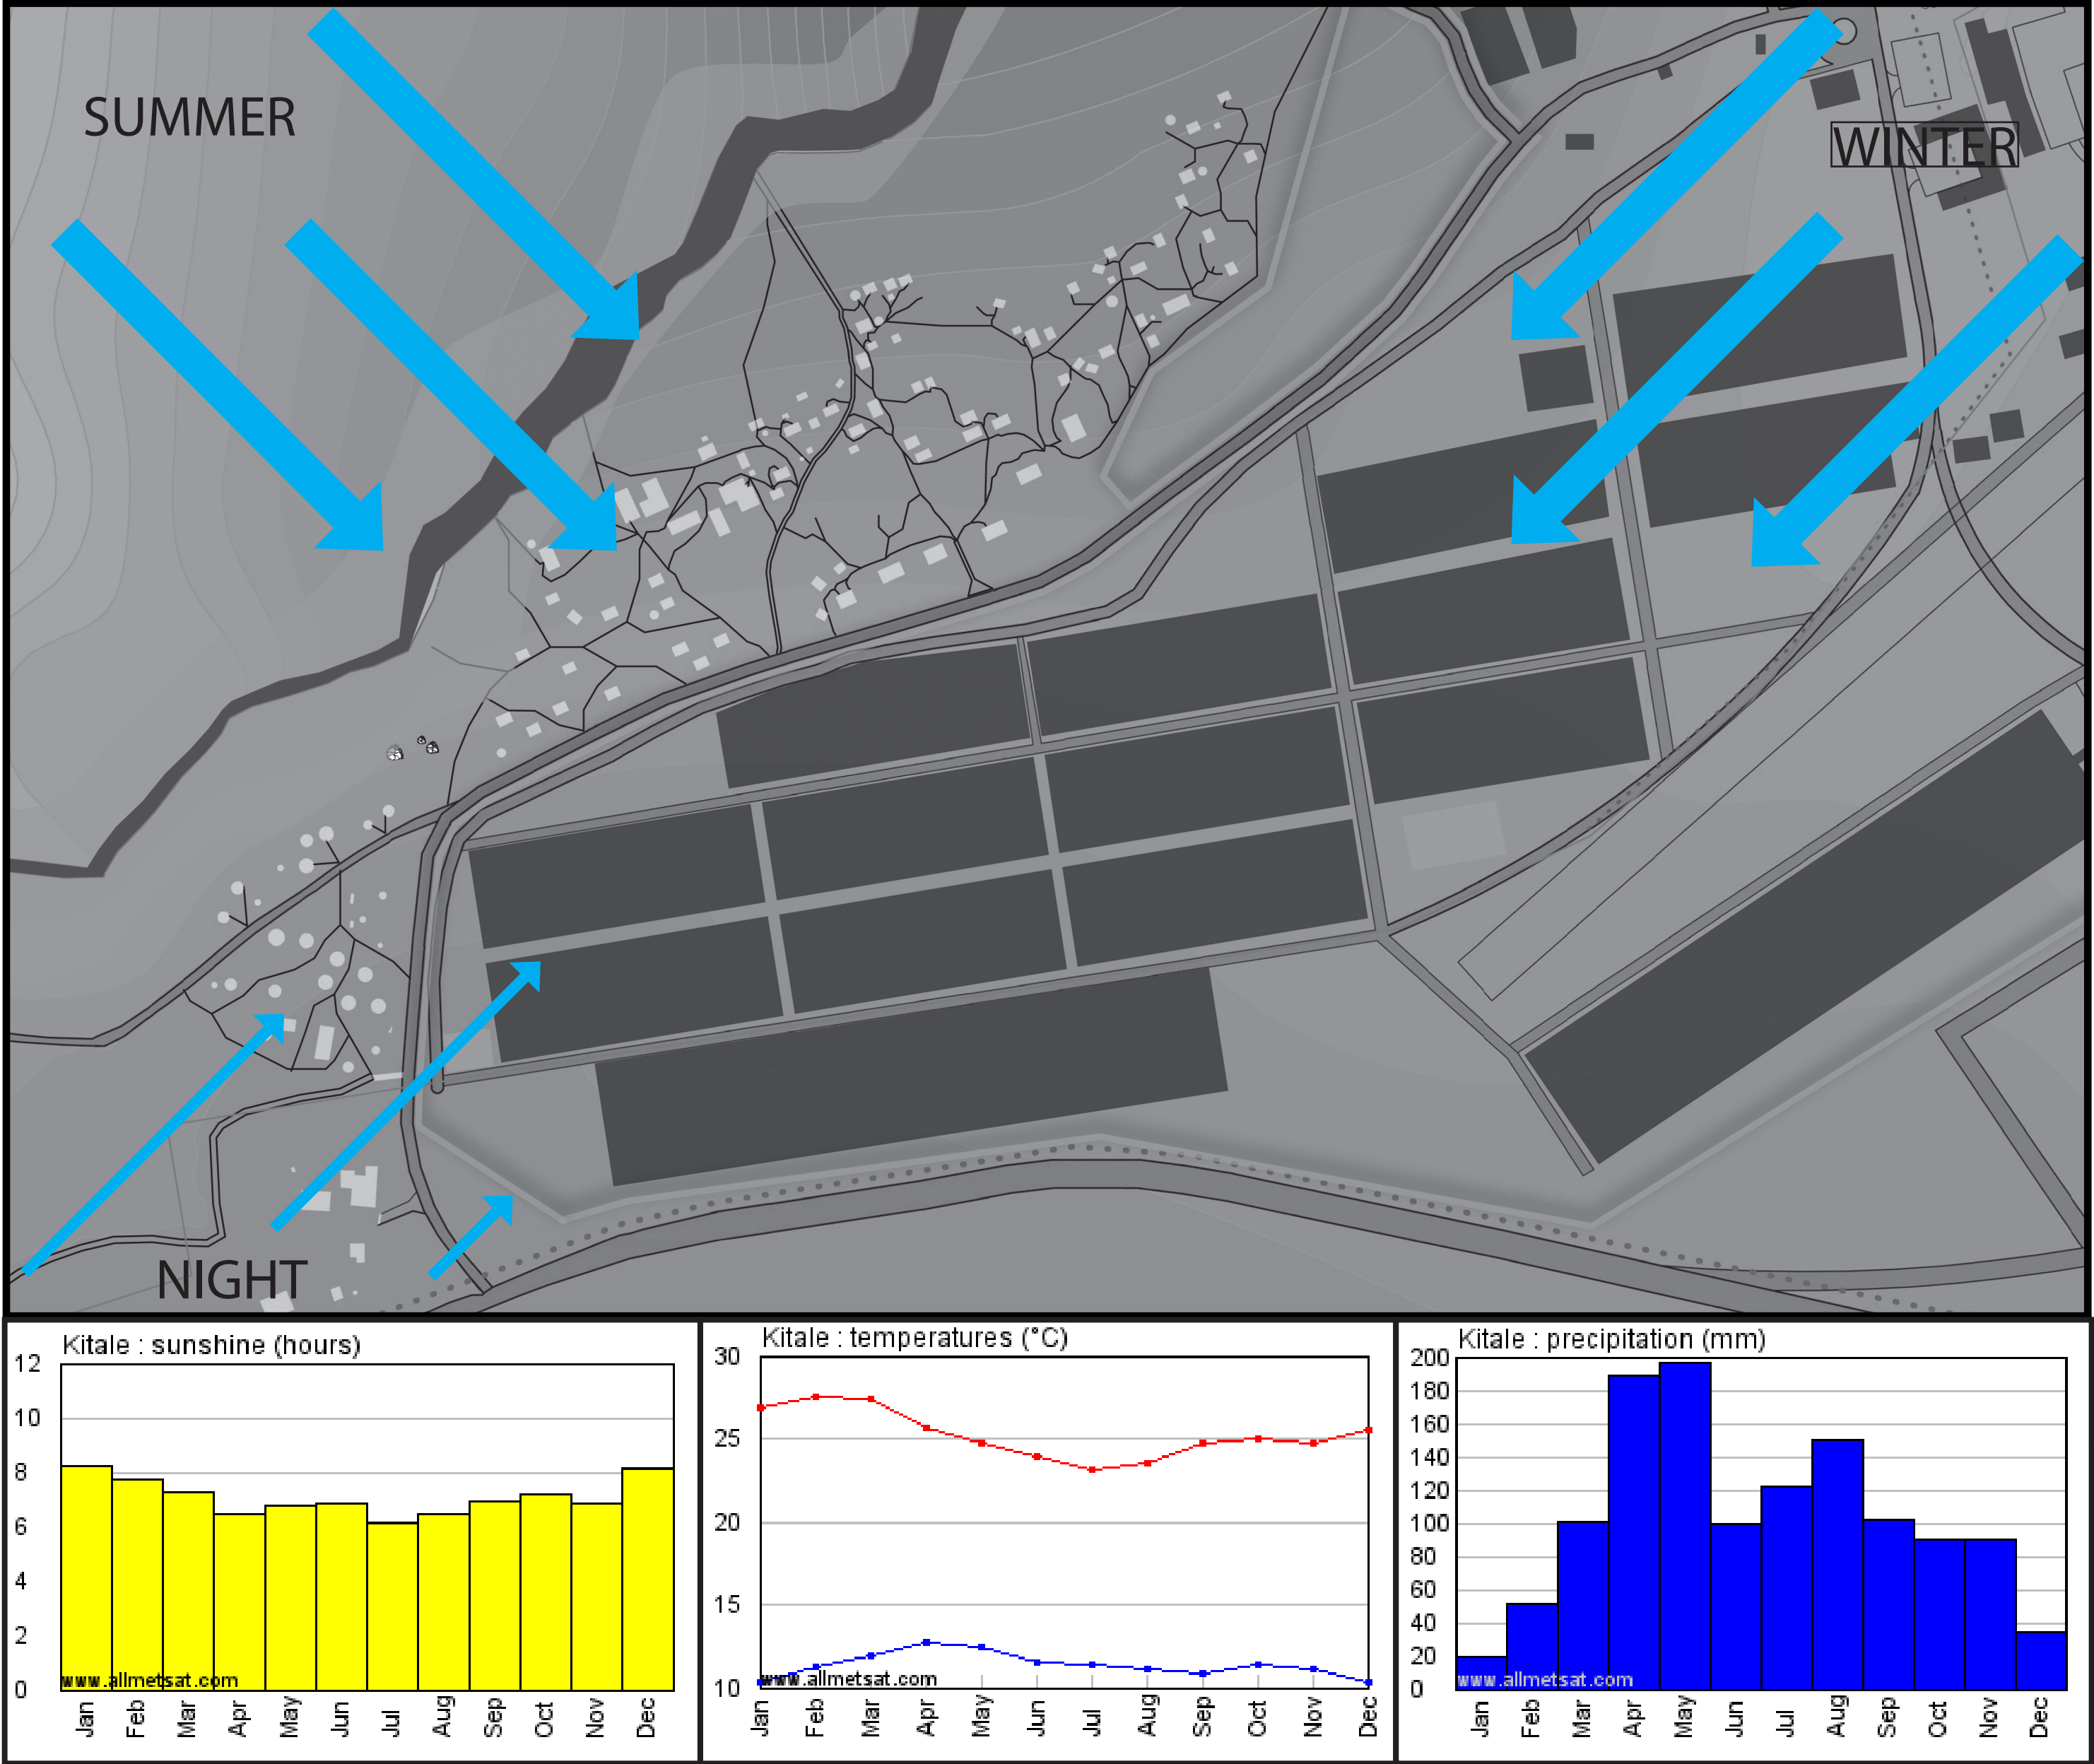 SUMMER
WINTER
NIGHT
Kitale : sunshine (hours)
12
10
8
6
4
2
0
www.allmetsat.com
Jan
Feb
Mar
Apr
May
Jun
Jul
Aug
Sep
Oct
Nov
Dec
Kitale : temperatures (°C)
30
25
20
15
10
www.allmetsat.com
Jan
Feb
Mar
Apr
May
Jun
Jul
Aug
Sep
Oct
Nov
Dec
Kitale : precipitation (mm)
200
180
160
140
120
100
80
60
40
20
0
www.allmetsat.com
Jan
Feb
Mar
Apr
May
Jun
Jul
Aug
Sep
Oct
Nov
Dec